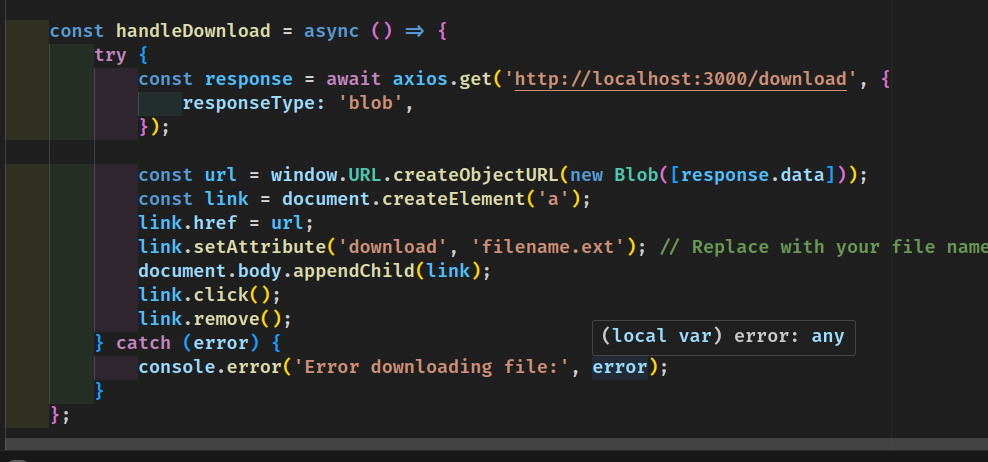 const handleDownload = async () => {
try {
const response = await axios.get('http://localhost:3000/download', {
responseType: 'blob',
});
const url = window.URL.createObjectURL(new Blob([response.data]));
const link = document.createElement('a');
link.href = url;
link.setAttribute('download', 'filename.ext'); // Replace with your file name
document.body.appendChild(link);
link.click();
link.remove();
} catch (error) {
(local var) error: any
console.error('Error downloading file:', error);
}
};